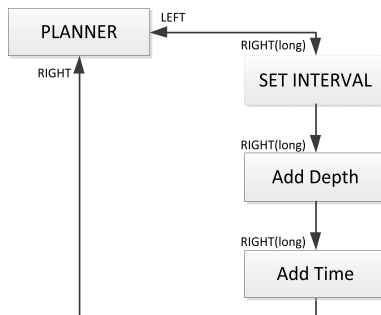 LEFT
PLANNER
RIGHT(long)
RIGHT
SET INTERVAL
RIGHT(long)
Add Depth
RIGHT(long)
Add Time